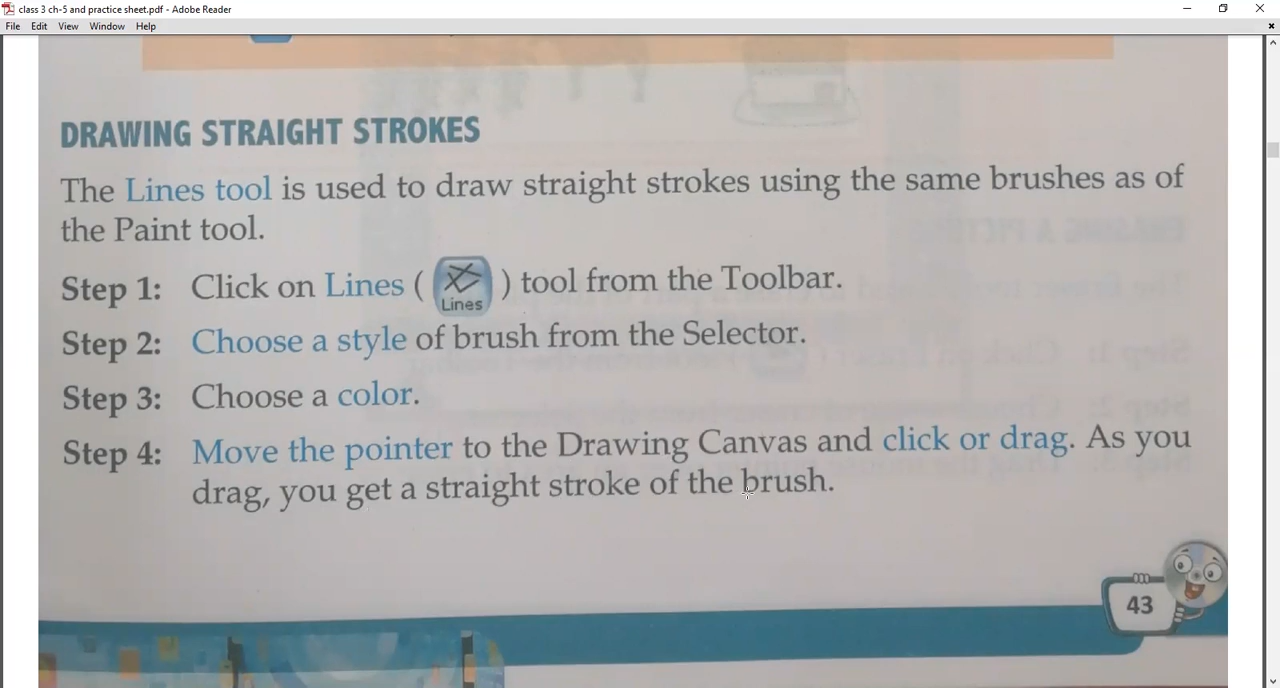 class 3 ch-5 and practice sheet.pdf - Adobe Reader
File Edit View Window Help
DRAWING STRAIGHT STROKES
The Lines tool is used to draw straight strokes using the same brushes as of
the Paint tool.
Step 1: Click on Lines ( Lines ) tool from the Toolbar.
Step 2: Choose a style of brush from the Selector.
Step 3: Choose a color.
Step 4: Move the pointer to the Drawing Canvas and click or drag. As you
drag, you get a straight stroke of the brush.
43